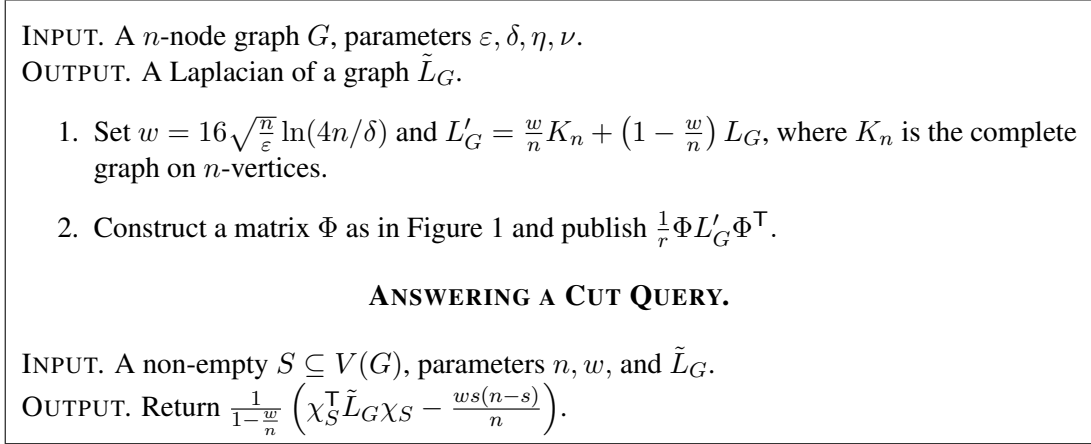 INPUT. A n-node graph G, parameters ε, δ, η, ν.
OUTPUT. A Laplacian of a graph L̃_G.
1. Set w = 16√(n/ε) ln(4n/δ) and L′_G = w/n K_n + (1 − w/n) L_G, where K_n is the complete
graph on n-vertices.
2. Construct a matrix Φ as in Figure 1 and publish 1/r ΦL′_GΦ^T.
ANSWERING A CUT QUERY.
INPUT. A non-empty S ⊆ V(G), parameters n, w, and L̃_G.
OUTPUT. Return 1/(1−w/n) (χ_S^T L̃_G χ_S − ws(n−s)/n).